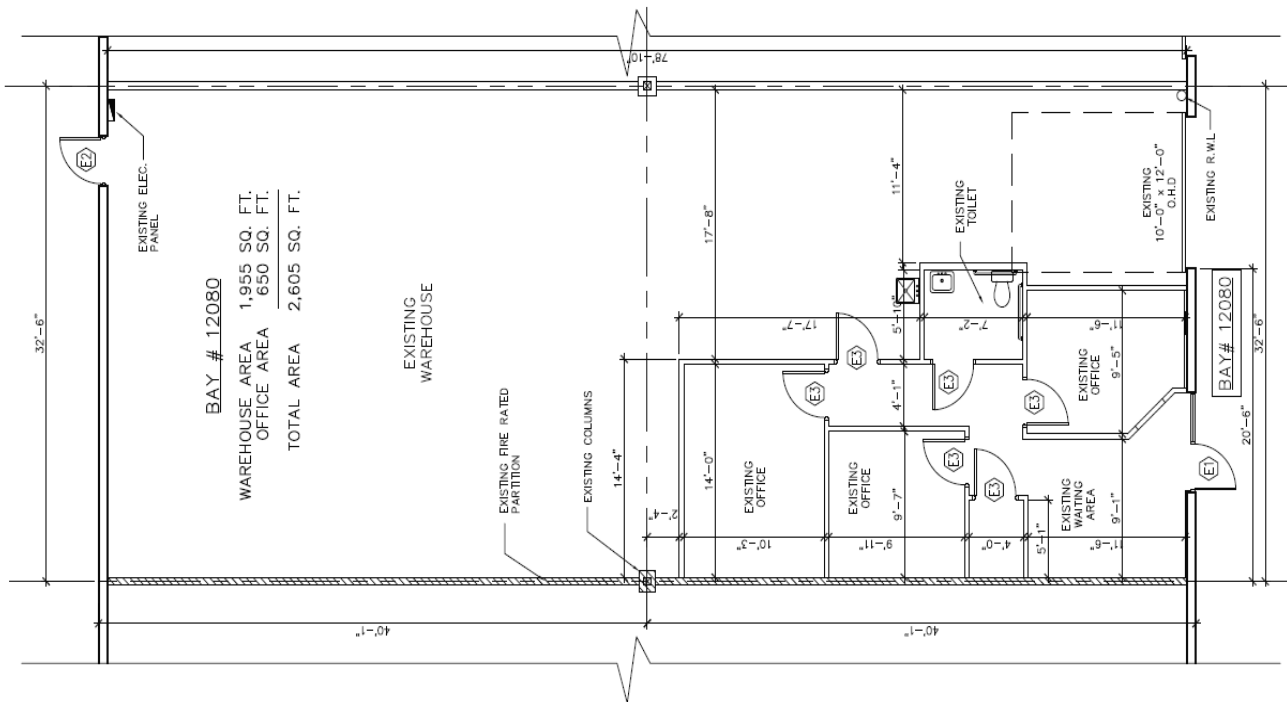 78'-10"
32'-6"
E2
EXISTING ELEC.
PANEL
BAY # 12080
WAREHOUSE AREA 1,955 SQ. FT.
OFFICE AREA 650 SQ. FT.
TOTAL AREA 2,605 SQ. FT.
EXISTING
WAREHOUSE
EXISTING FIRE RATED
PARTITION
EXISTING COLUMNS
17'-8"
11'-4"
EXISTING
TOILET
EXISTING
10'-0" x 12'-0"
O.H.D
EXISTING R.W.L
17'-7"
5'-10"
7'-2"
11'-6"
E3
E3
E3
E3
E3
E3
4'-1"
9'-5"
EXISTING
OFFICE
14'-4"
14'-0"
EXISTING
OFFICE
EXISTING
OFFICE
9'-7"
EXISTING
WAITING
AREA
9'-1"
5'-1"
2'-4"
10'-3"
9'-11"
4'-0"
11'-6"
E1
BAY# 12080
20'-6"
32'-6"
40'-1"
40'-1"